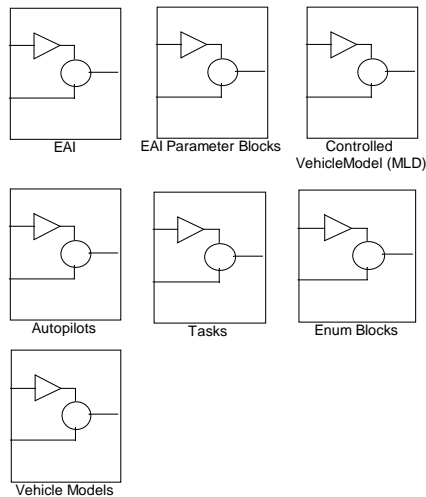 EAI
EAI Parameter Blocks
Controlled
VehicleModel (MLD)
Autopilots
Tasks
Enum Blocks
Vehicle Models